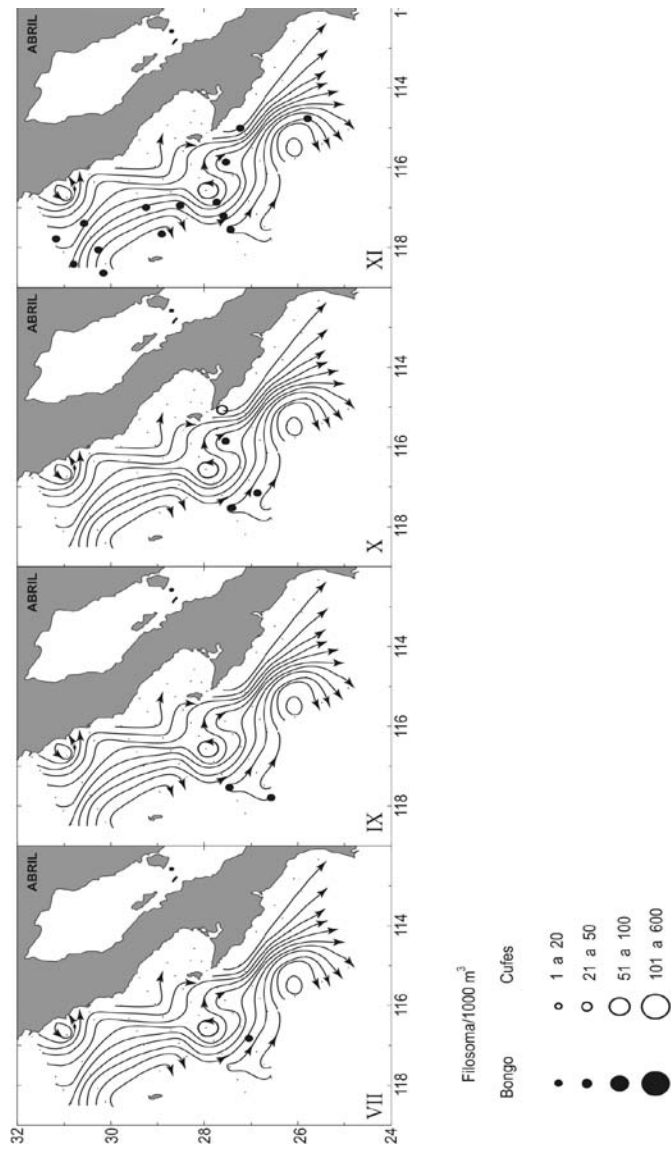 32
30
28
26
24
ABRIL
VII
118
116
114
ABRIL
IX
118
116
114
ABRIL
X
118
116
114
ABRIL
XI
118
116
114
1
Filosoma/1000 m³
Bongo Cufes
1 a 20
21 a 50
51 a 100
101 a 600